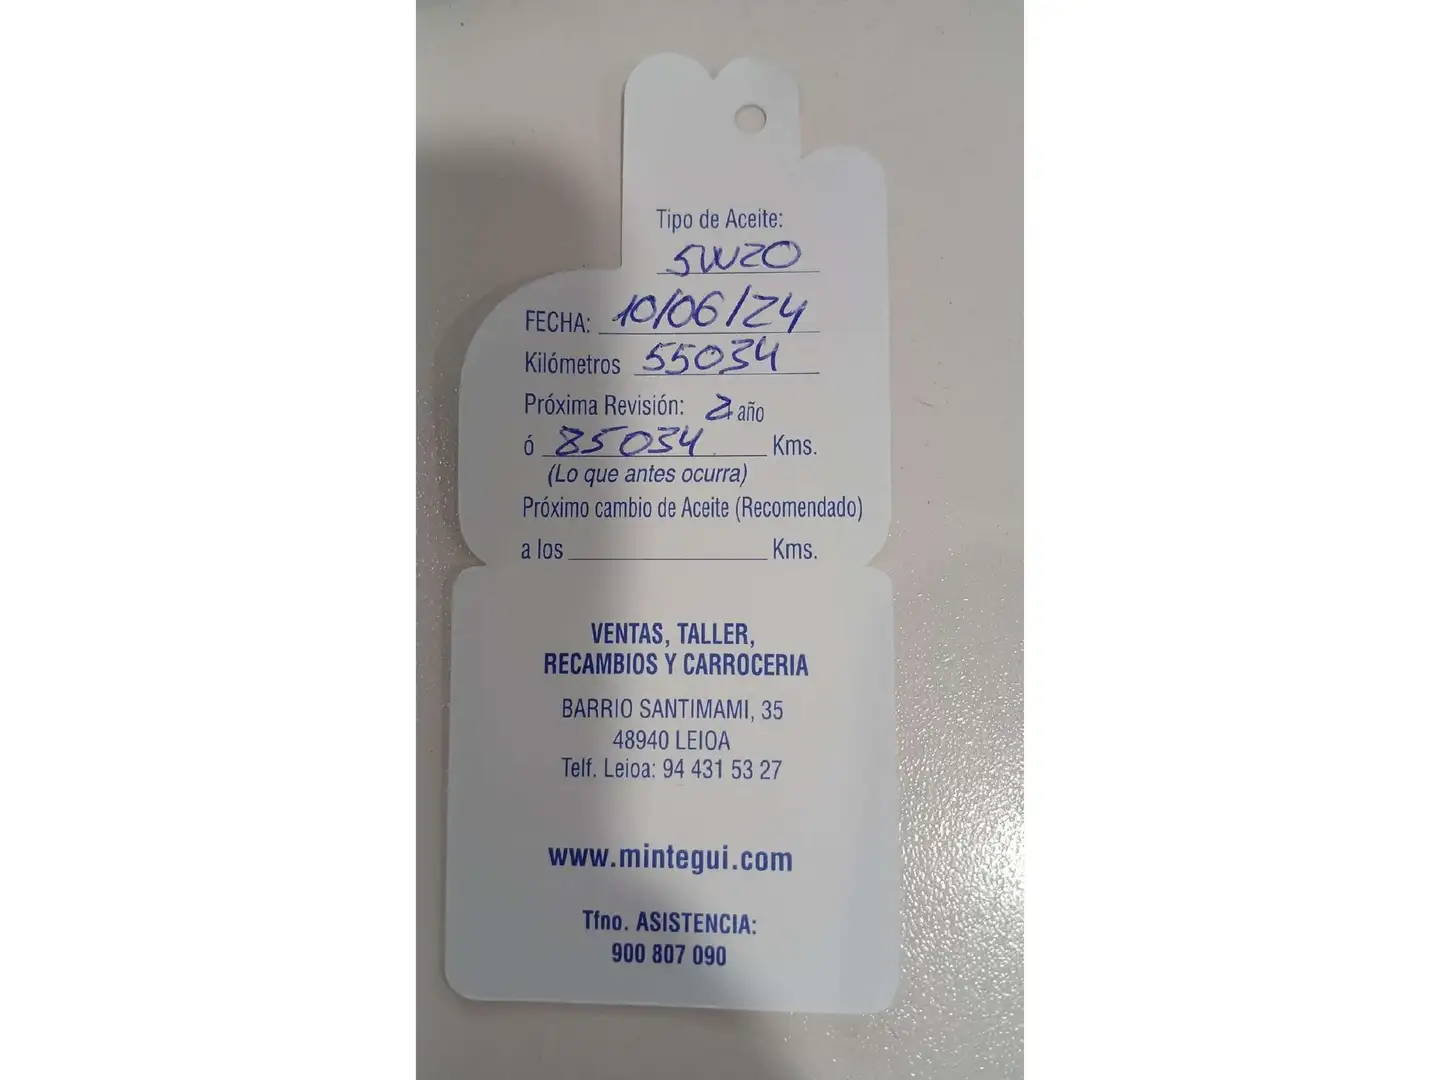 Tipo de Aceite:
5W20
FECHA: 10/06/24
Kilómetros 55034
Próxima Revisión: 2 año
ó 85034 Kms.
(Lo que antes ocurra)
Próximo cambio de Aceite (Recomendado)
a los Kms.
VENTAS, TALLER,
RECAMBIOS Y CARROCERIA
BARRIO SANTIMAMI, 35
48940 LEIOA
Telf. Leioa: 94 431 53 27
www.mintegui.com
Tfno. ASISTENCIA:
900 807 090